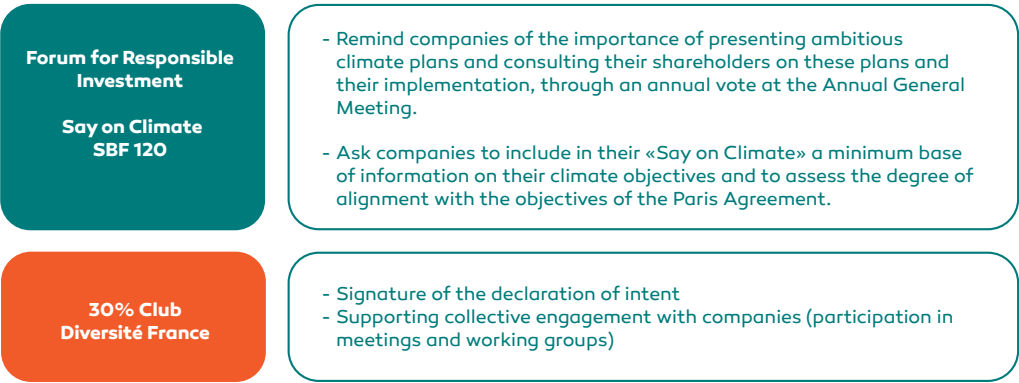 Forum for Responsible
Investment
Say on Climate
SBF 120
- Remind companies of the importance of presenting ambitious
climate plans and consulting their shareholders on these plans and
their implementation, through an annual vote at the Annual General
Meeting.
- Ask companies to include in their «Say on Climate» a minimum base
of information on their climate objectives and to assess the degree of
alignment with the objectives of the Paris Agreement.
30% Club
Diversité France
- Signature of the declaration of intent
- Supporting collective engagement with companies (participation in
meetings and working groups)